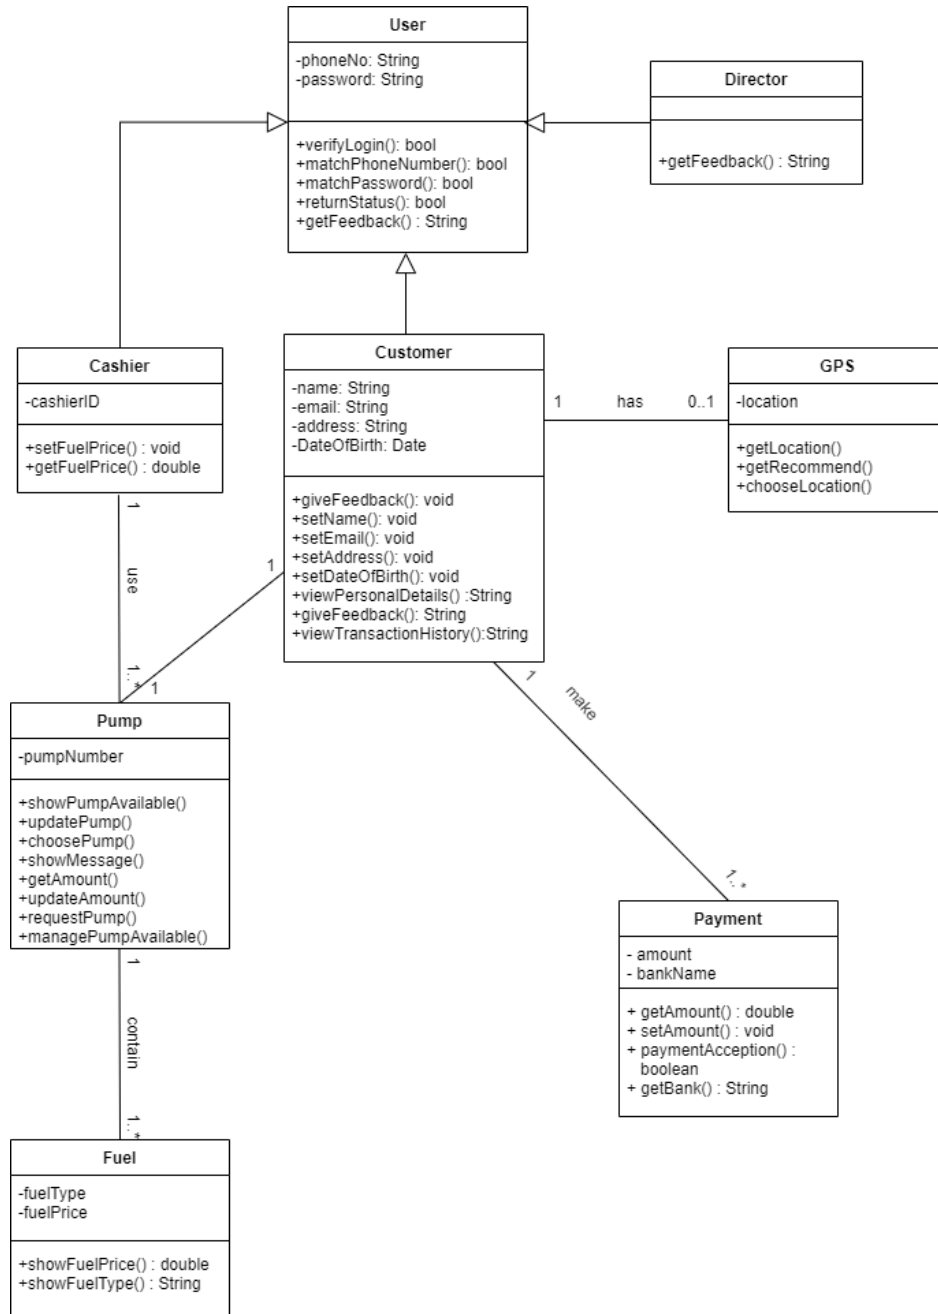 User
-phoneNo: String
-password: String
+verifyLogin(): bool
+matchPhoneNumber(): bool
+matchPassword(): bool
+returnStatus(): bool
+getFeedback() : String
Director
+getFeedback() : String
Cashier
-cashierID
+setFuelPrice() : void
+getFuelPrice() : double
Customer
-name: String
-email: String
-address: String
-DateOfBirth: Date
+giveFeedback(): void
+setName(): void
+setEmail(): void
+setAddress(): void
+setDateOfBirth(): void
+viewPersonalDetails() :String
+giveFeedback(): String
+viewTransactionHistory():String
1 has 0..1
GPS
-location
+getLocation()
+getRecommend()
+chooseLocation()
1
use
1..*
1
1
Pump
-pumpNumber
+showPumpAvailable()
+updatePump()
+choosePump()
+showMessage()
+getAmount()
+updateAmount()
+requestPump()
+managePumpAvailable()
1
make
1..*
Payment
- amount
- bankName
+ getAmount() : double
+ setAmount() : void
+ paymentAcception() :
boolean
+ getBank() : String
1
contain
1..*
Fuel
-fuelType
-fuelPrice
+showFuelPrice() : double
+showFuelType() : String